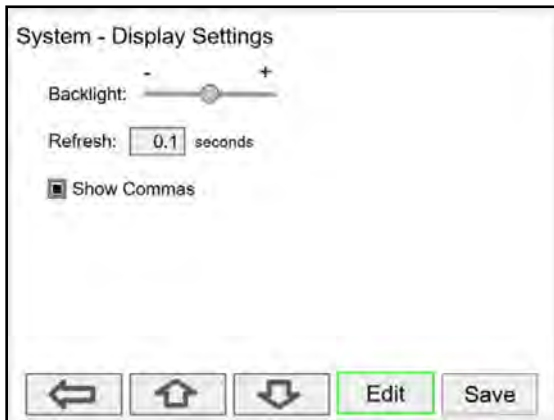 System - Display Settings
- +
Backlight:
Refresh: 0.1 seconds
Show Commas
Edit Save